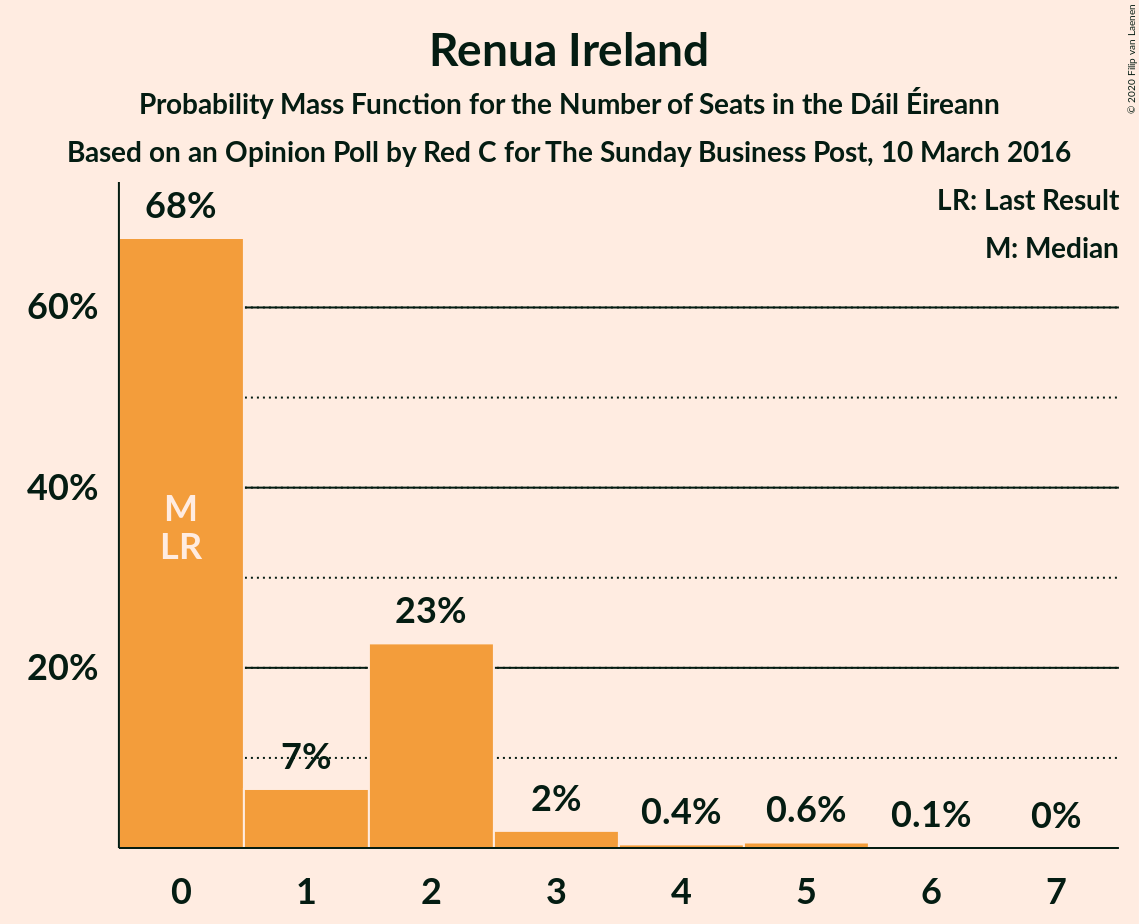 Renua Ireland
Probability Mass Function for the Number of Seats in the Dáil Éireann
Based on an Opinion Poll by Red C for The Sunday Business Post, 10 March 2016
© 2020 Filip van Laenen
LR: Last Result
M: Median
68%
60%
40%
20%
M
LR
7%
23%
2%
0.4%
0.6%
0.1%
0%
0 1 2 3 4 5 6 7